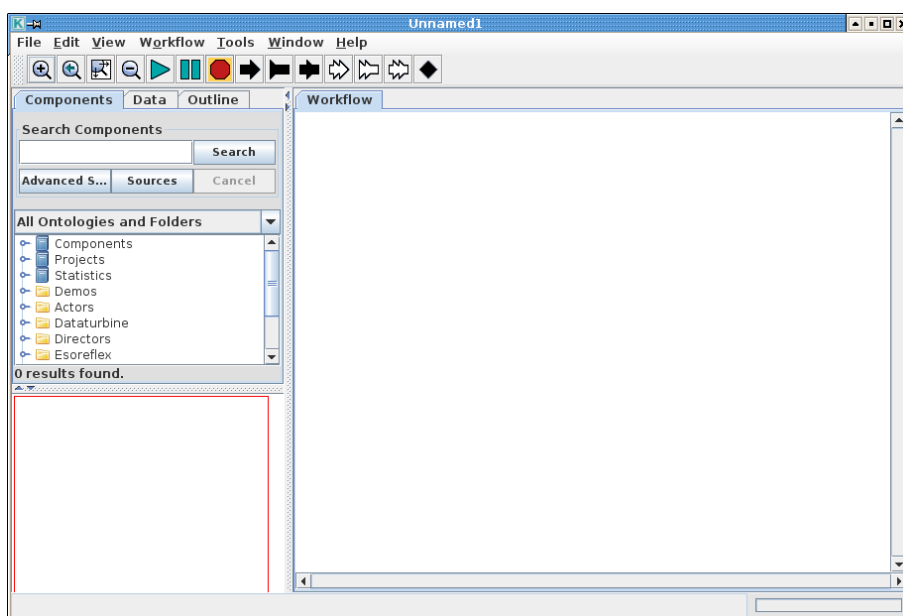 Unnamed1
File Edit View Workflow Tools Window Help
Components Data Outline
Workflow
Search Components
Search
Advanced S... Sources Cancel
All Ontologies and Folders
Components
Projects
Statistics
Demos
Actors
Dataturbine
Directors
Esoreflex
0 results found.